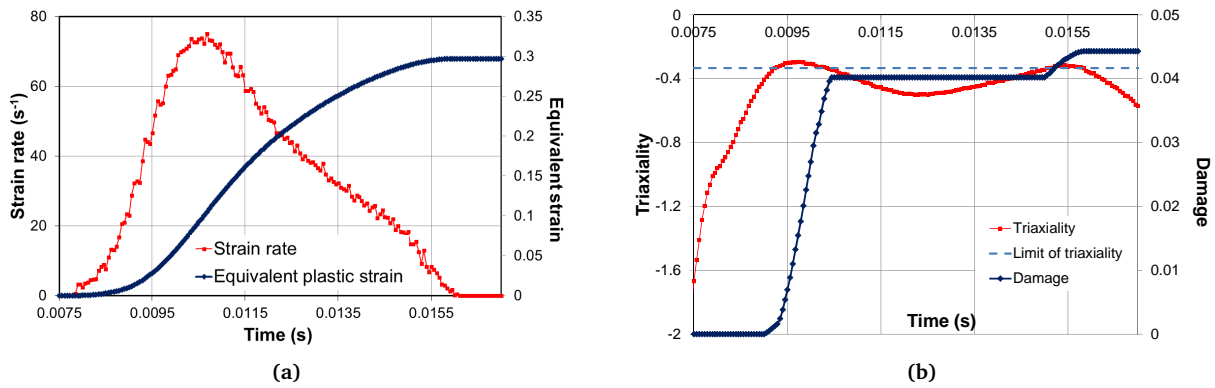 80
60
40
20
0
0.35
0.3
0.25
0.2
0.15
0.1
0.05
0
0.0075
0.0095
0.0115
0.0135
0.0155
Strain rate (s⁻¹)
Equivalent strain
Strain rate
Equivalent plastic strain
Time (s)
(a)
0
-0.4
-0.8
-1.2
-1.6
-2
0.0075
0.0095
0.0115
0.0135
0.0155
0.05
0.04
0.03
0.02
0.01
0
Triaxiality
Damage
Triaxiality
Limit of triaxiality
Damage
Time (s)
(b)